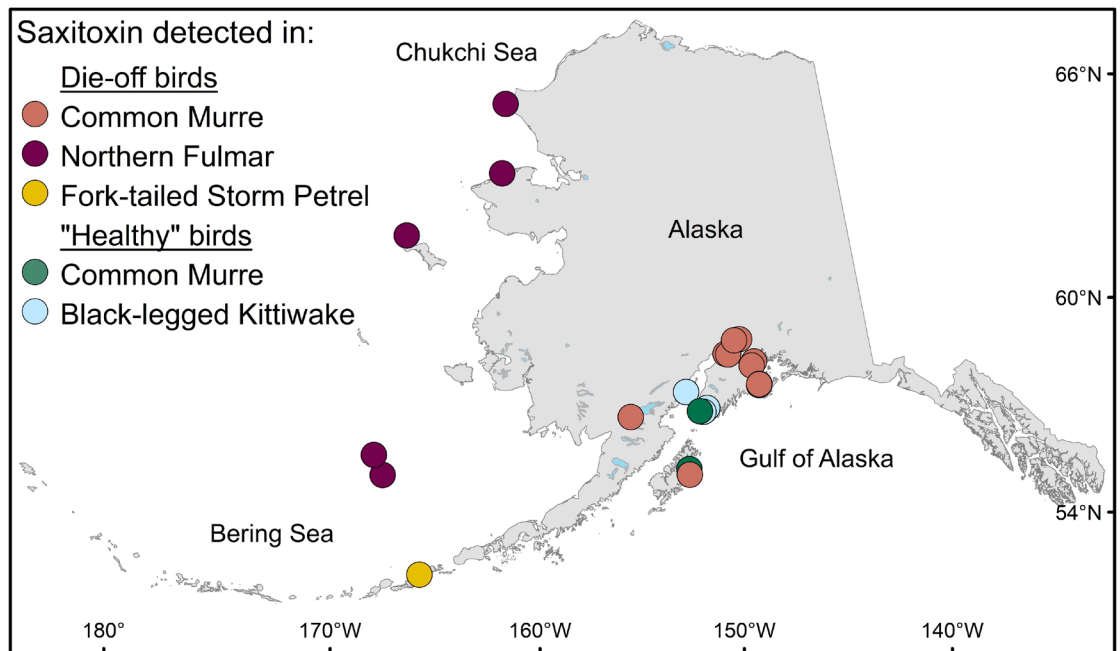 Saxitoxin detected in:
Die-off birds
Common Murre
Northern Fulmar
Fork-tailed Storm Petrel
"Healthy" birds
Common Murre
Black-legged Kittiwake
Chukchi Sea
Alaska
Gulf of Alaska
Bering Sea
66°N
60°N
54°N
180°
170°W
160°W
150°W
140°W